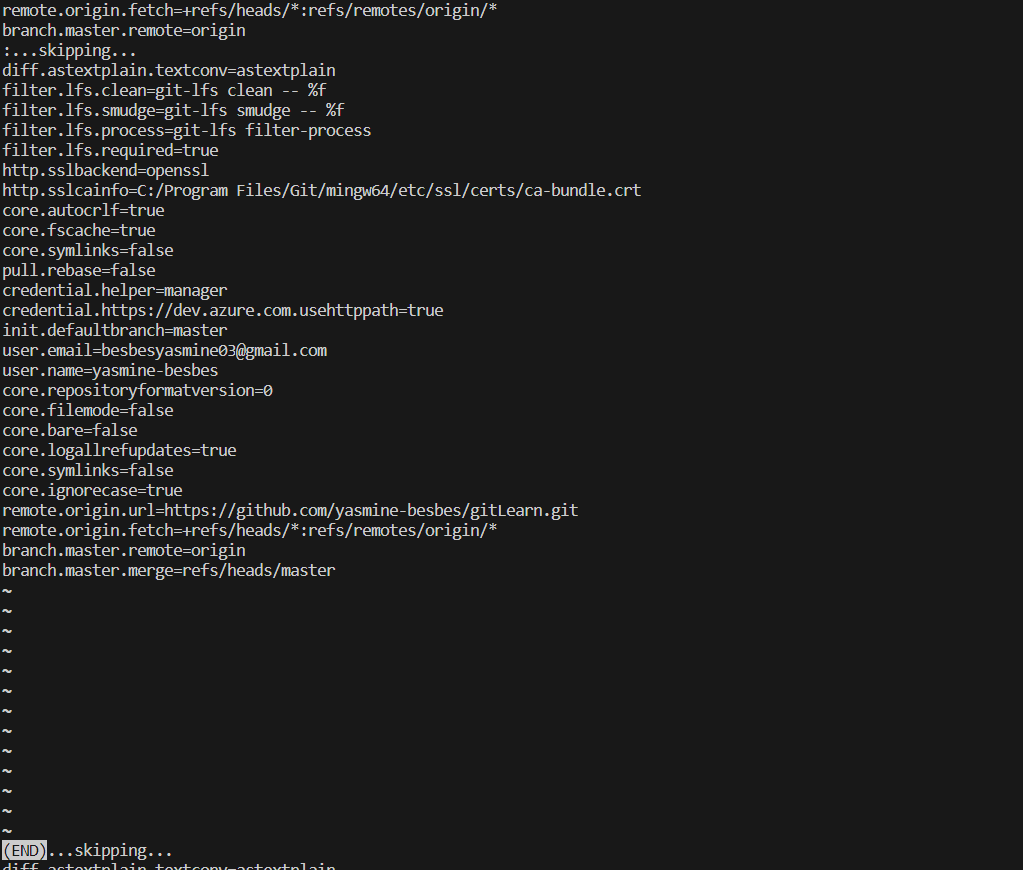 remote.origin.fetch=+refs/heads/*:refs/remotes/origin/*
branch.master.remote=origin
:...skipping...
diff.astextplain.textconv=astextplain
filter.lfs.clean=git-lfs clean -- %f
filter.lfs.smudge=git-lfs smudge -- %f
filter.lfs.process=git-lfs filter-process
filter.lfs.required=true
http.sslbackend=openssl
http.sslcainfo=C:/Program Files/Git/mingw64/etc/ssl/certs/ca-bundle.crt
core.autocrlf=true
core.fscache=true
core.symlinks=false
pull.rebase=false
credential.helper=manager
credential.https://dev.azure.com.usehttppath=true
init.defaultbranch=master
user.email=besbesyasmine03@gmail.com
user.name=yasmine-besbes
core.repositoryformatversion=0
core.filemode=false
core.bare=false
core.logallrefupdates=true
core.symlinks=false
core.ignorecase=true
remote.origin.url=https://github.com/yasmine-besbes/gitLearn.git
remote.origin.fetch=+refs/heads/*:refs/remotes/origin/*
branch.master.remote=origin
branch.master.merge=refs/heads/master
~
~
~
~
~
~
~
~
~
~
~
~
~
(END)...skipping...
diff.astextplain.textconv=astextplain